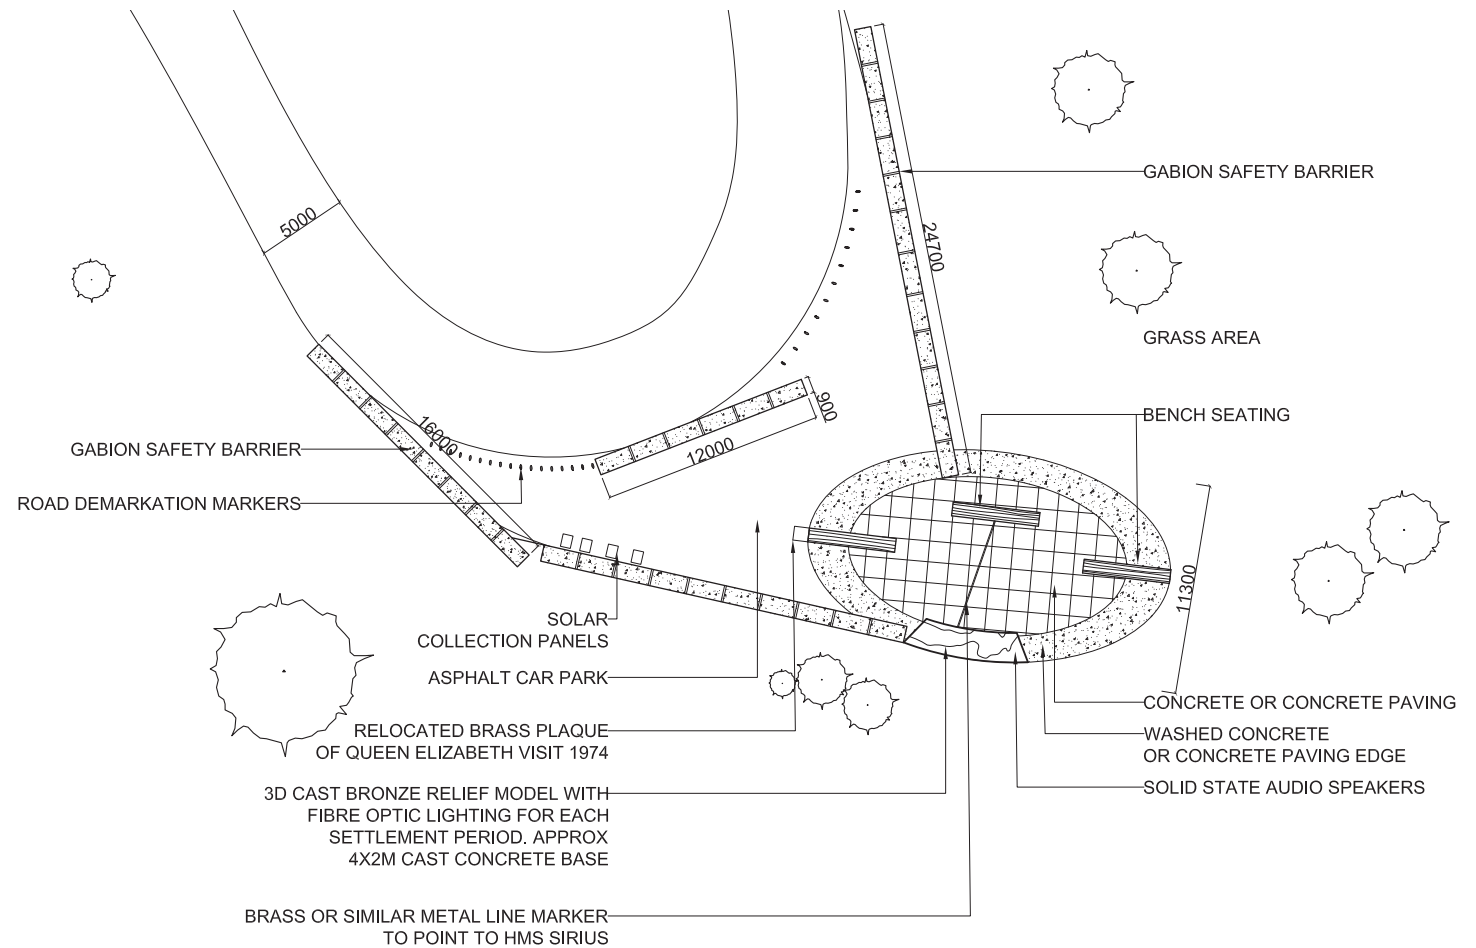 GABION SAFETY BARRIER
5000
24700
GRASS AREA
900
BENCH SEATING
16000
12000
GABION SAFETY BARRIER
ROAD DEMARKATION MARKERS
11300
SOLAR
COLLECTION PANELS
ASPHALT CAR PARK
CONCRETE OR CONCRETE PAVING
RELOCATED BRASS PLAQUE
OF QUEEN ELIZABETH VISIT 1974
WASHED CONCRETE
OR CONCRETE PAVING EDGE
SOLID STATE AUDIO SPEAKERS
3D CAST BRONZE RELIEF MODEL WITH
FIBRE OPTIC LIGHTING FOR EACH
SETTLEMENT PERIOD. APPROX
4X2M CAST CONCRETE BASE
BRASS OR SIMILAR METAL LINE MARKER
TO POINT TO HMS SIRIUS